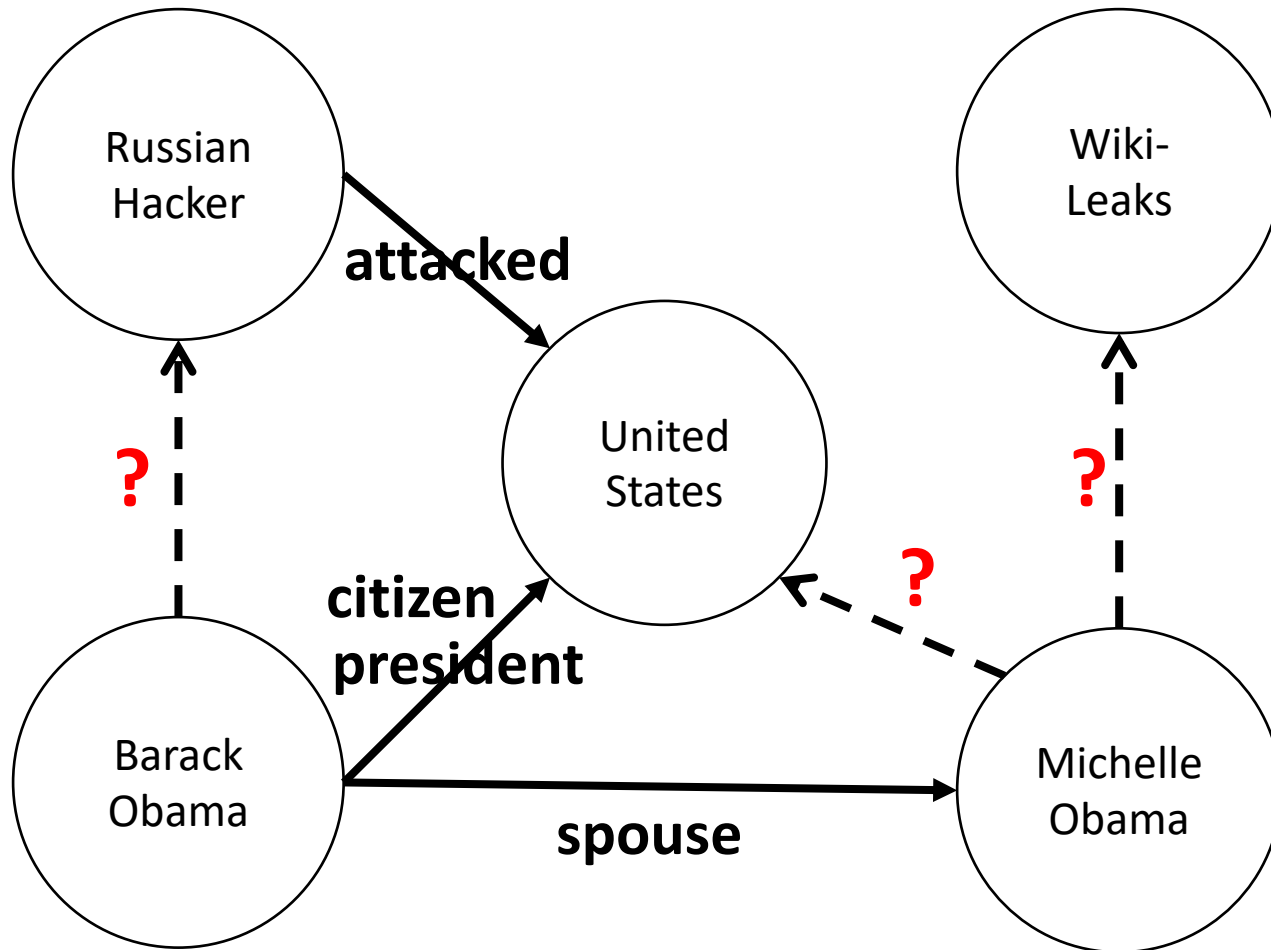 Russian
Hacker
Wiki-
Leaks
attacked
United
States
?
?
?
citizen
president
Barack
Obama
Michelle
Obama
spouse